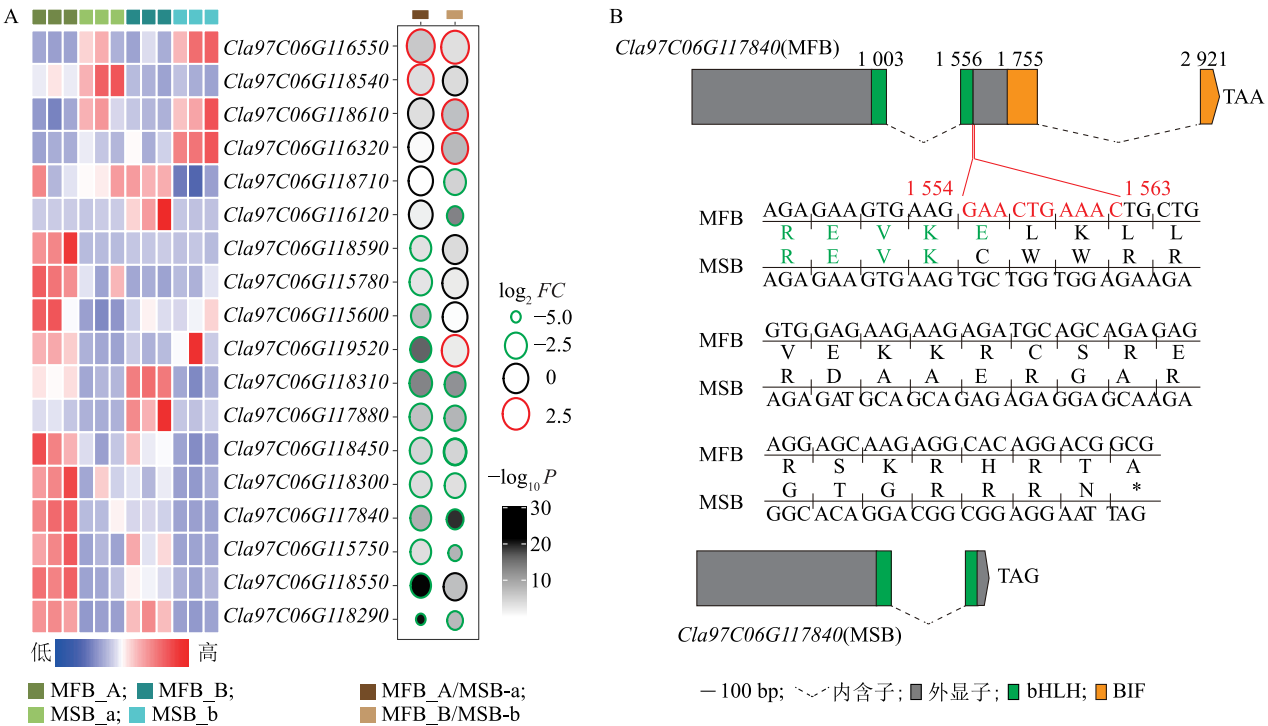 A
Cla97C06G116550
Cla97C06G118540
Cla97C06G118610
Cla97C06G116320
Cla97C06G118710
Cla97C06G116120
Cla97C06G118590
Cla97C06G115780
Cla97C06G115600
Cla97C06G119520
Cla97C06G118310
Cla97C06G117880
Cla97C06G118450
Cla97C06G118300
Cla97C06G117840
Cla97C06G115750
Cla97C06G118550
Cla97C06G118290
低 高
MFB_A; MFB_B;
MSB_a; MSB_b
log₂ FC
−5.0
−2.5
0
2.5
−log₁₀ P
30
20
10
MFB_A/MSB-a;
MFB_B/MSB-b
B
Cla97C06G117840(MFB)
1 003 1 556 1 755 2 921
TAA
1 554 1 563
MFB AGA GAA GTG AAG GAA CTG AAA CTG CTG
R E V K E L K L L
R E V K C W W R R
MSB AGA GAA GTG AAG TGC TGG TGG AGA AGA
MFB GTG GAG AAG AAG AGA TGC AGC AGA GAG
V E K K R C S R E
R D A A E R G A R
MSB AGA GAT GCA GCA GAG AGA GGA GCA AGA
MFB AGG AGC AAG AGG CAC AGG ACG GCG
R S K R H R T A
G T G R R R N *
MSB GGC ACA GGA CGG CGG AGG AAT TAG
TAG
Cla97C06G117840(MSB)
100 bp; 内含子; 外显子; bHLH; BIF